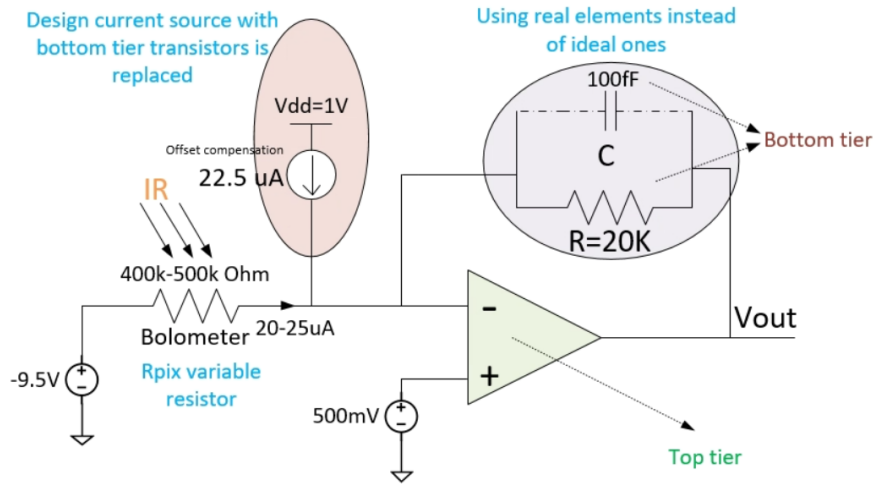 Design current source with
bottom tier transistors is
replaced
Using real elements instead
of ideal ones
Vdd=1V
100fF
Bottom tier
Offset compensation
22.5 uA
C
IR
R=20K
400k-500k Ohm
-
Bolometer
20-25uA
Vout
-9.5V
+
-
Rpix variable
resistor
+
500mV
+
-
Top tier